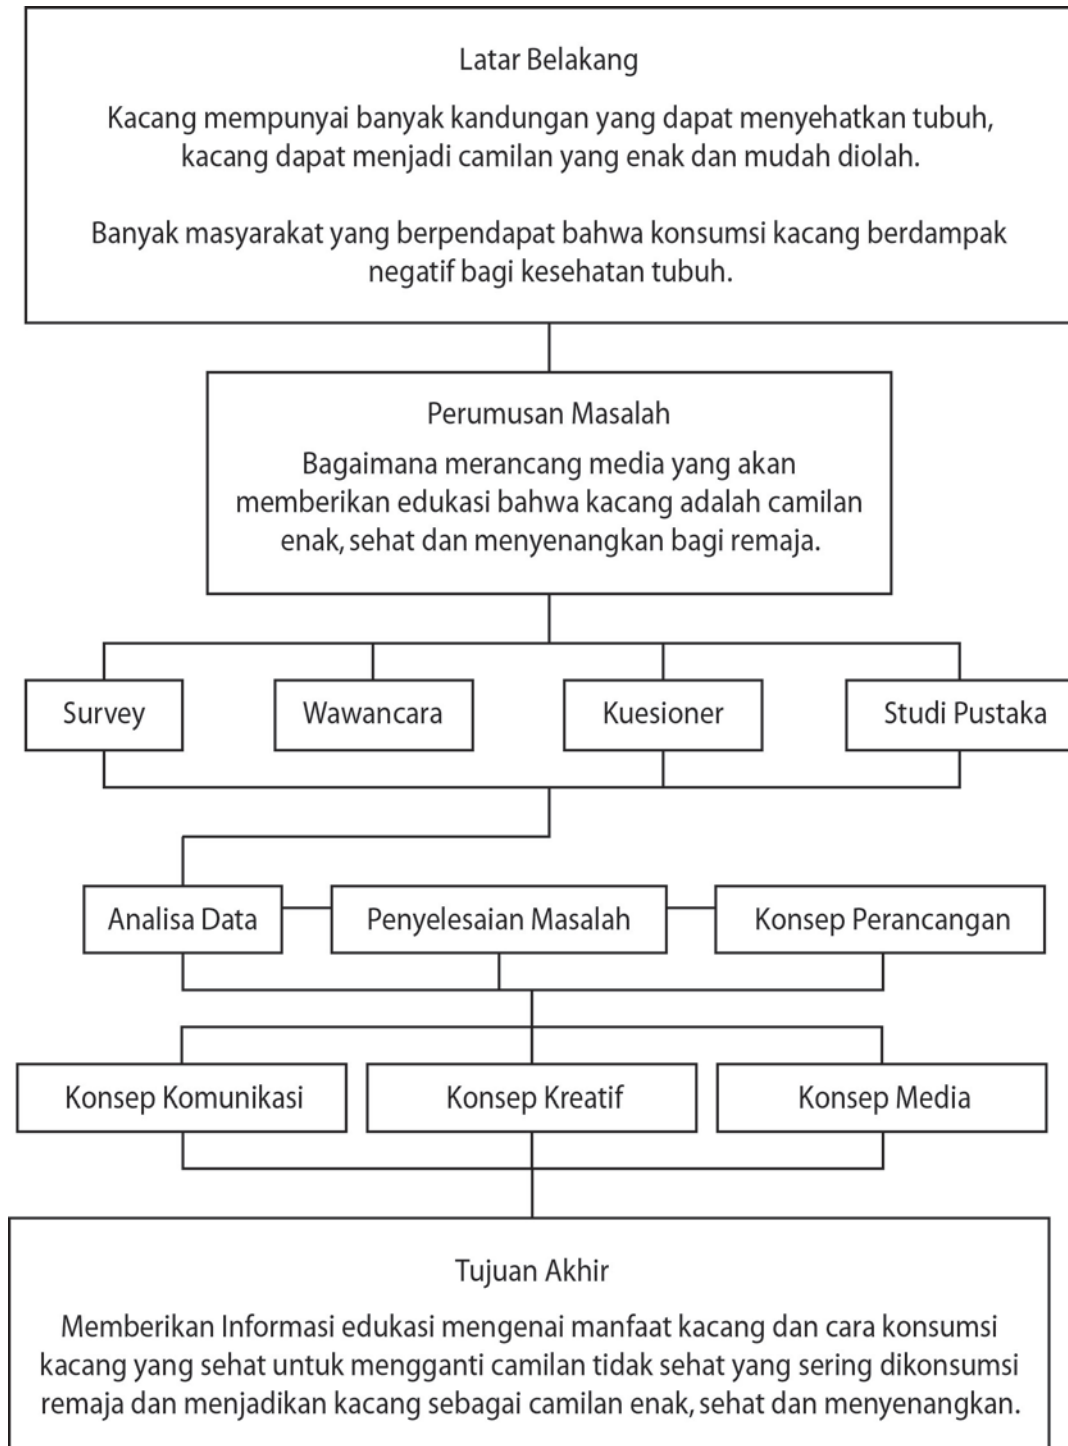 Latar Belakang
Kacang mempunyai banyak kandungan yang dapat menyehatkan tubuh,
kacang dapat menjadi camilan yang enak dan mudah diolah.
Banyak masyarakat yang berpendapat bahwa konsumsi kacang berdampak
negatif bagi kesehatan tubuh.
Perumusan Masalah
Bagaimana merancang media yang akan
memberikan edukasi bahwa kacang adalah camilan
enak, sehat dan menyenangkan bagi remaja.
Survey
Wawancara
Kuesioner
Studi Pustaka
Analisa Data
Penyelesaian Masalah
Konsep Perancangan
Konsep Komunikasi
Konsep Kreatif
Konsep Media
Tujuan Akhir
Memberikan Informasi edukasi mengenai manfaat kacang dan cara konsumsi
kacang yang sehat untuk mengganti camilan tidak sehat yang sering dikonsumsi
remaja dan menjadikan kacang sebagai camilan enak, sehat dan menyenangkan.